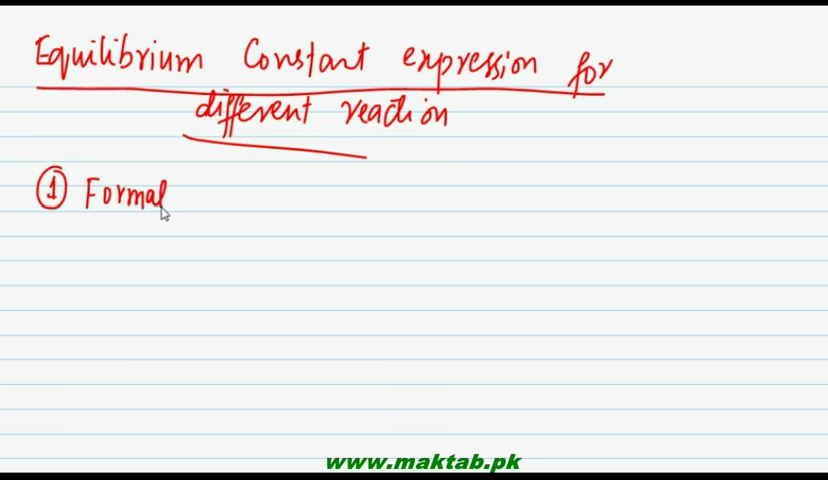 Equilibrium Constant expression for
different reaction
① Formal
www.maktab.pk